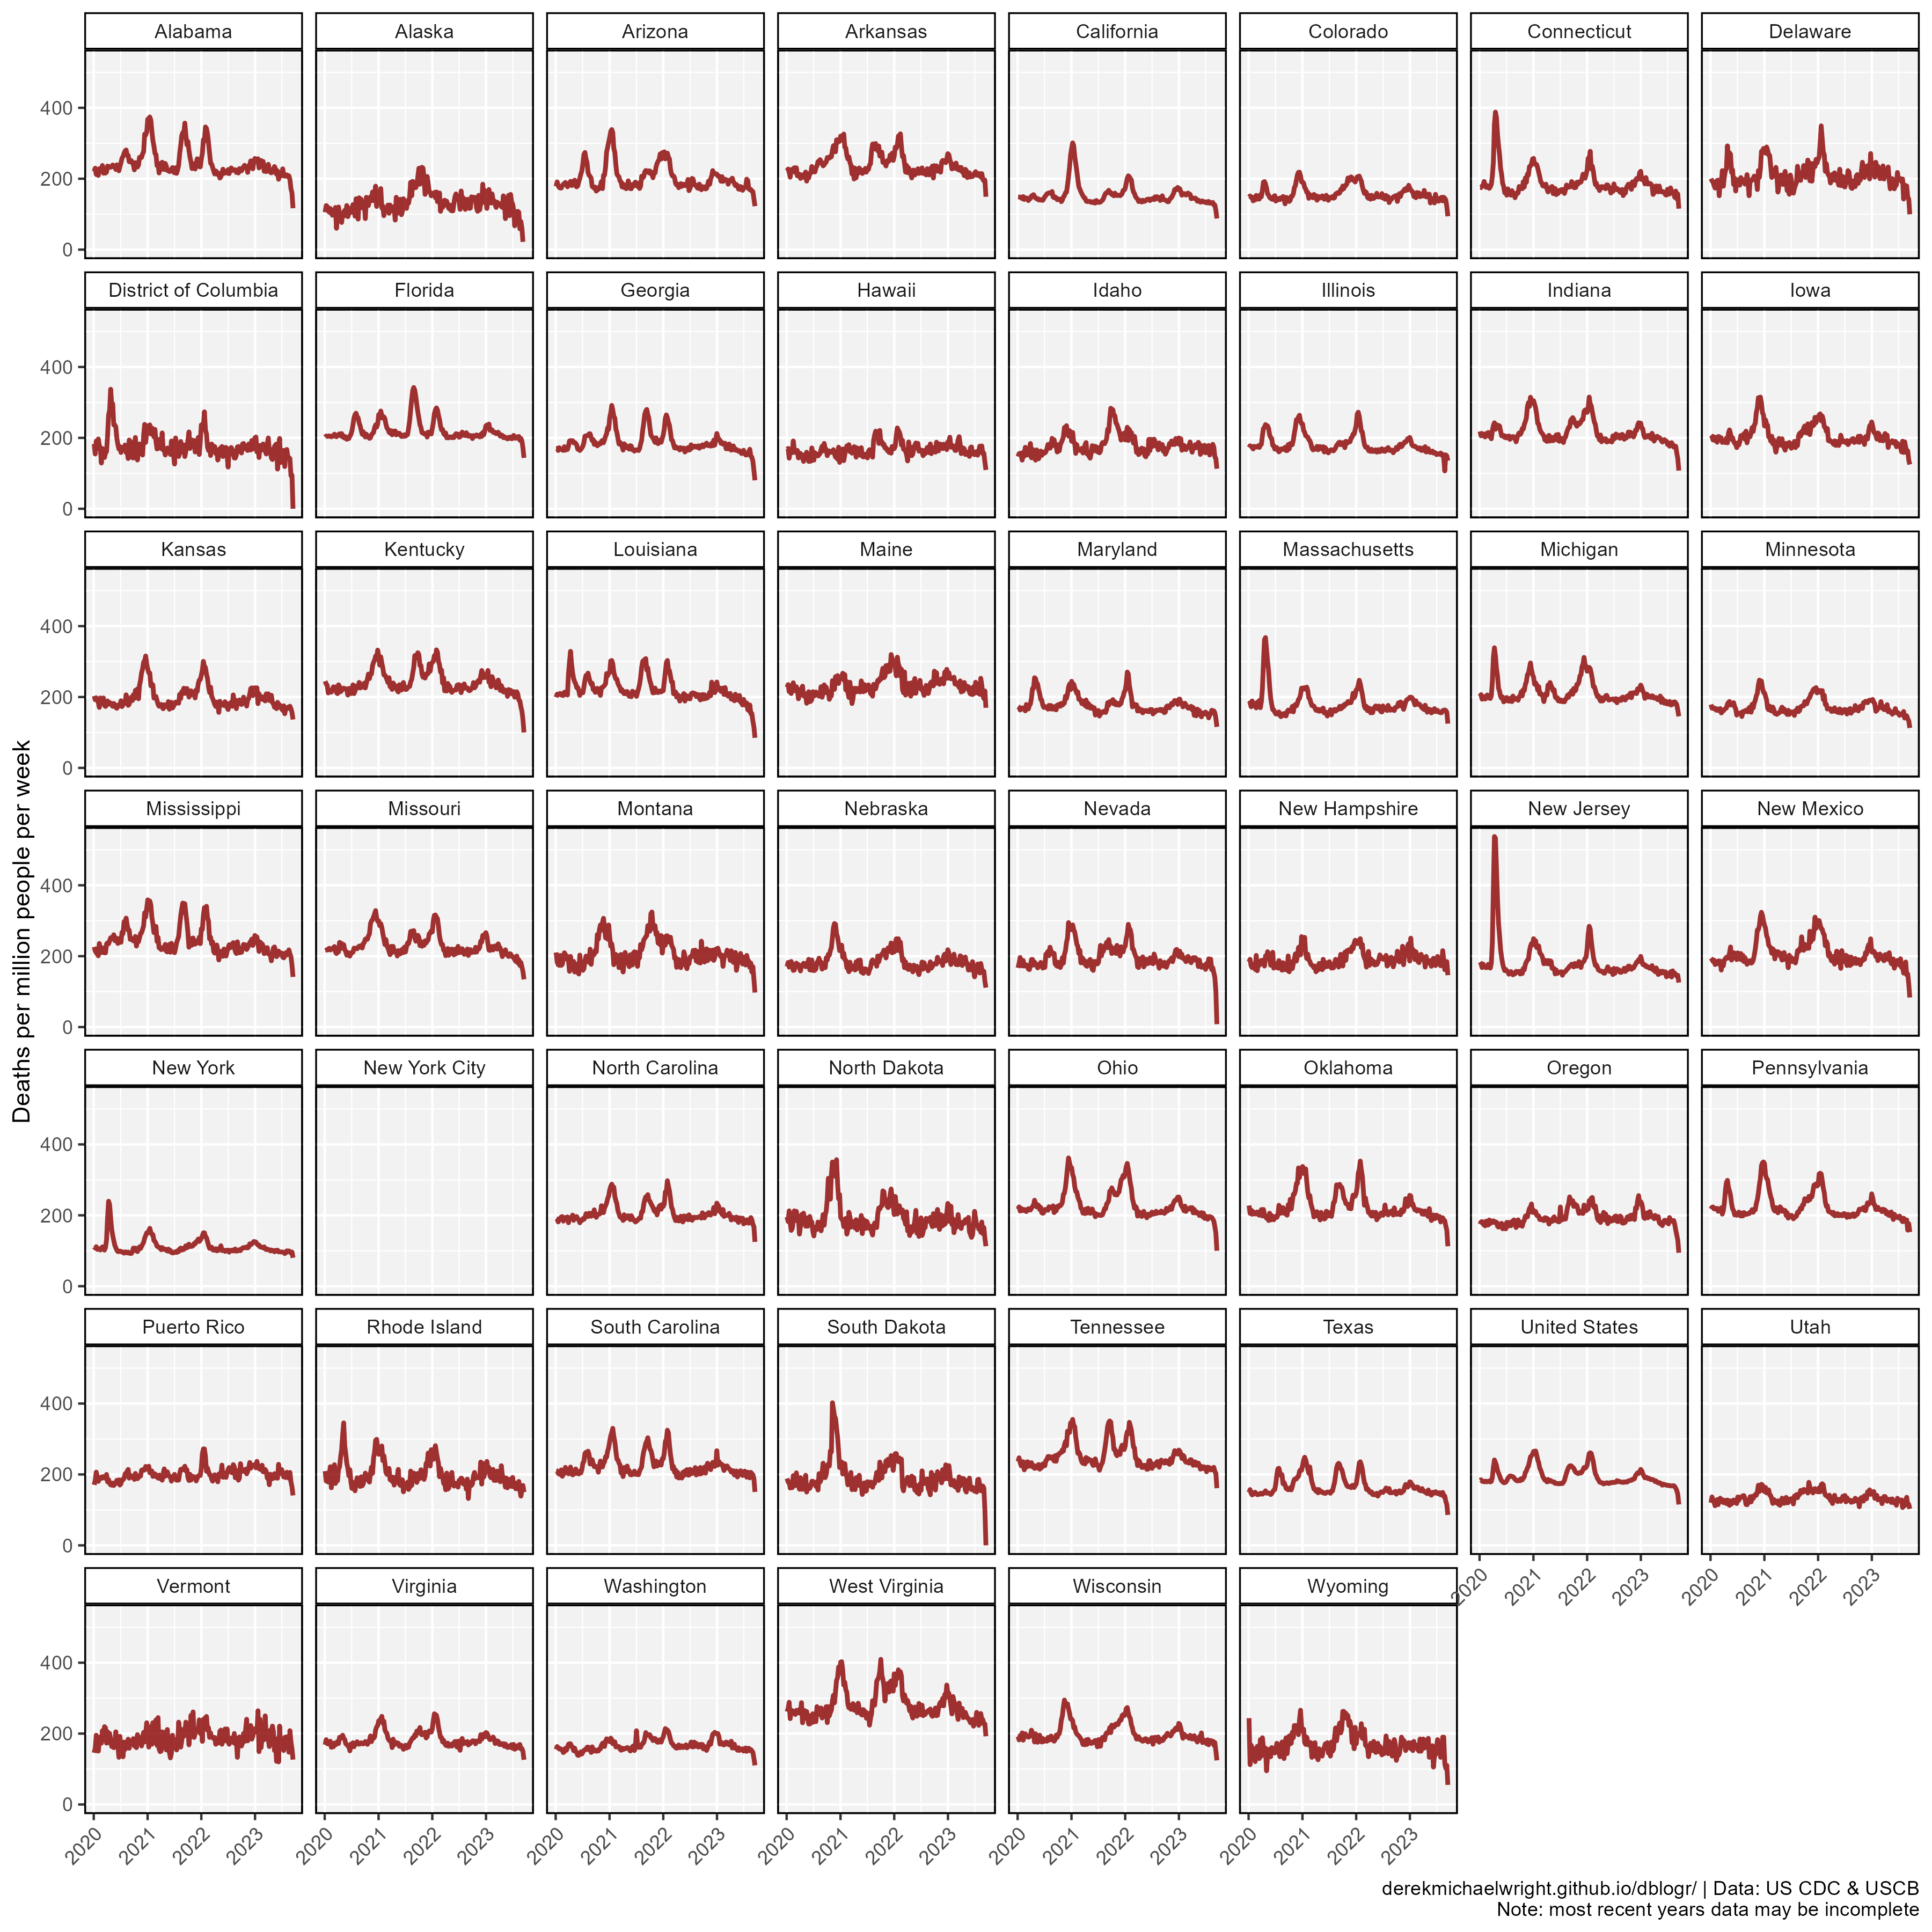 Alabama Alaska Arizona Arkansas California Colorado Connecticut Delaware
400
200
0
District of Columbia Florida Georgia Hawaii Idaho Illinois Indiana Iowa
400
200
0
Kansas Kentucky Louisiana Maine Maryland Massachusetts Michigan Minnesota
400
200
0
Mississippi Missouri Montana Nebraska Nevada New Hampshire New Jersey New Mexico
400
200
0
New York New York City North Carolina North Dakota Ohio Oklahoma Oregon Pennsylvania
400
200
0
Puerto Rico Rhode Island South Carolina South Dakota Tennessee Texas United States Utah
400
200
0
2020 2021 2022 2023 2020 2021 2022 2023
Vermont Virginia Washington West Virginia Wisconsin Wyoming
400
200
0
2020 2021 2022 2023 2020 2021 2022 2023 2020 2021 2022 2023 2020 2021 2022 2023 2020 2021 2022 2023 2020 2021 2022 2023
Deaths per million people per week
derekmichaelwright.github.io/dblogr/ | Data: US CDC & USCB
Note: most recent years data may be incomplete